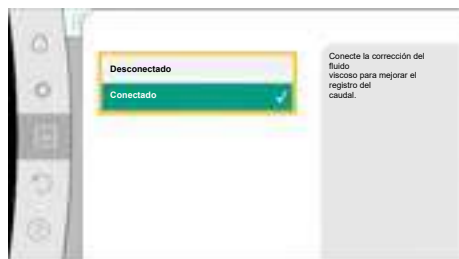 Desconectado
Conectado
Conecte la corrección del
fluido
viscoso para mejorar el
registro del
caudal.